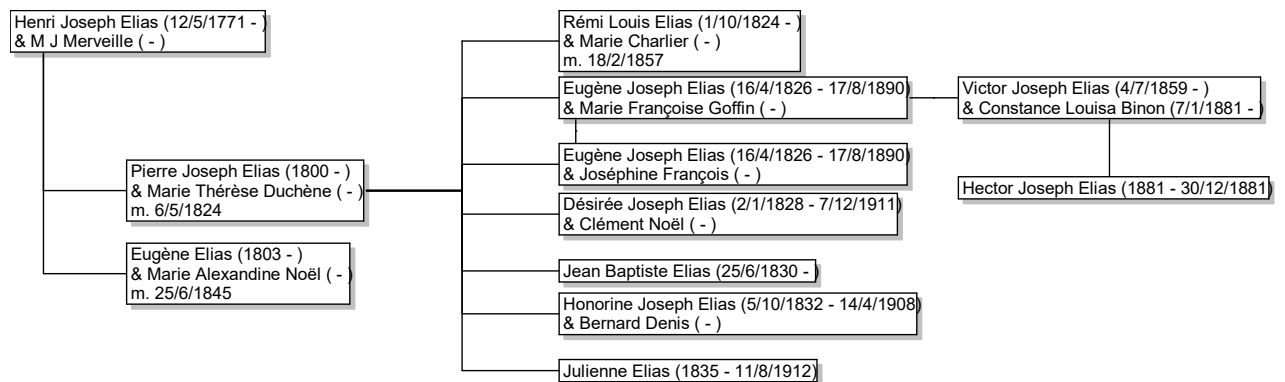 Henri Joseph Elias (12/5/1771 - )
& M J Merveille ( - )
Pierre Joseph Elias (1800 - )
& Marie Thérèse Duchène ( - )
m. 6/5/1824
Eugène Elias (1803 - )
& Marie Alexandine Noël ( - )
m. 25/6/1845
Rémi Louis Elias (1/10/1824 - )
& Marie Charlier ( - )
m. 18/2/1857
Eugène Joseph Elias (16/4/1826 - 17/8/1890)
& Marie Françoise Goffin ( - )
Eugène Joseph Elias (16/4/1826 - 17/8/1890)
& Joséphine François ( - )
Désirée Joseph Elias (2/1/1828 - 7/12/1911)
& Clément Noël ( - )
Jean Baptiste Elias (25/6/1830 - )
Honorine Joseph Elias (5/10/1832 - 14/4/1908)
& Bernard Denis ( - )
Julienne Elias (1835 - 11/8/1912)
Victor Joseph Elias (4/7/1859 - )
& Constance Louisa Binon (7/1/1881 - )
Hector Joseph Elias (1881 - 30/12/1881)